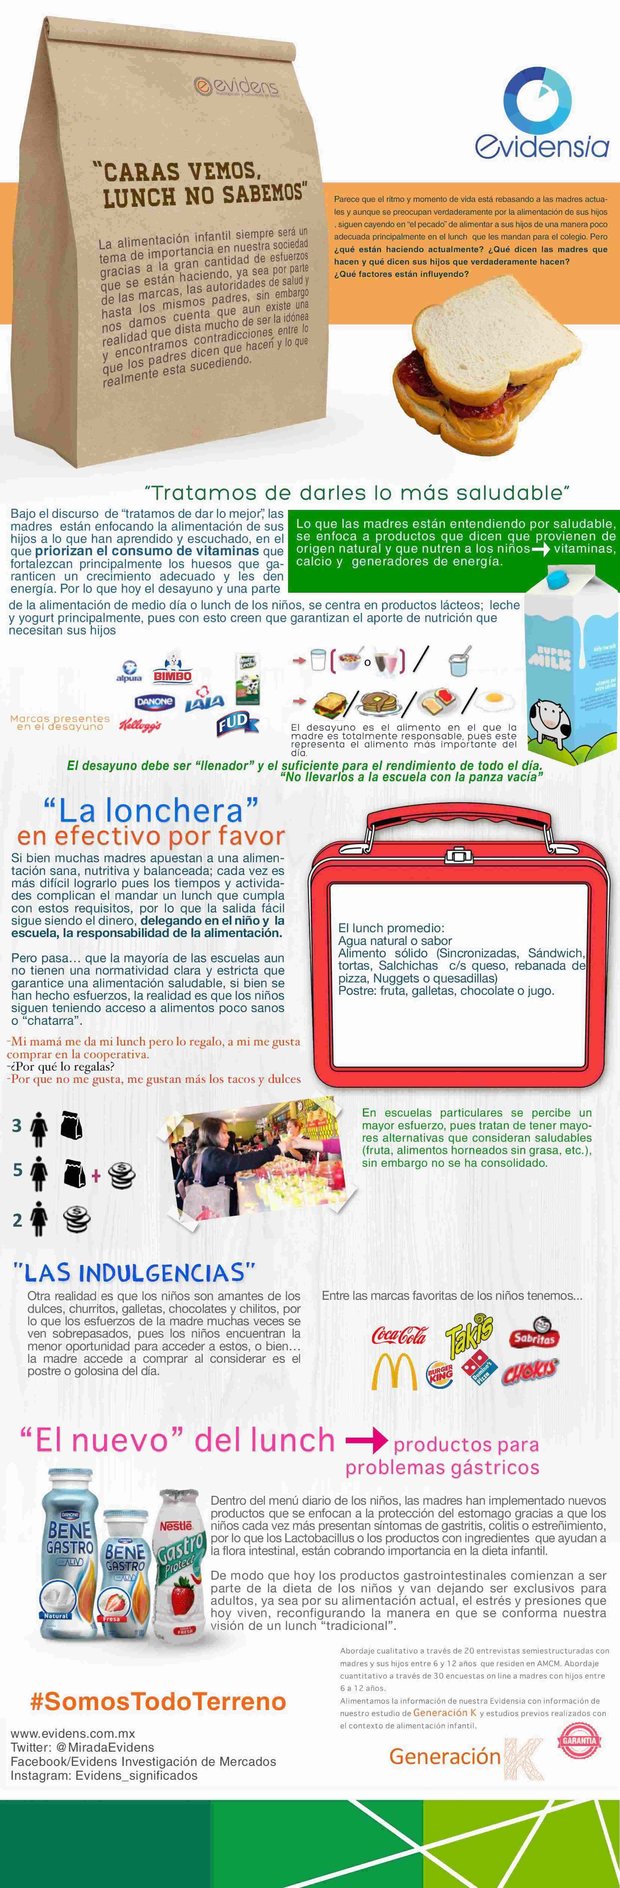 evidens
evidensia
"CARAS VEMOS,
LUNCH NO SABEMOS"
La alimentación infantil siempre será un
tema de importancia en nuestra sociedad
gracias a la gran cantidad de esfuerzos
que se están haciendo, ya sea por parte
de las marcas, las autoridades de salud y
hasta los mismos padres, sin embargo
nos damos cuenta que aun existe una
realidad que dista mucho de ser la idónea
y encontramos contradicciones entre lo
que los padres dicen que hacen y lo que
realmente esta sucediendo.
Parece que el ritmo y momento de vida está rebasando a las madres actua-
les y aunque se preocupan verdaderamente por la alimentación de sus hijos
, siguen cayendo en "el pecado" de alimentar a sus hijos de una manera poco
adecuada principalmente en el lunch que les mandan para el colegio. Pero
¿qué están haciendo actualmente? ¿Qué dicen las madres que
hacen y qué dicen sus hijos que verdaderamente hacen?
¿Qué factores están influyendo?
"Tratamos de darles lo más saludable"
Bajo el discurso de "tratamos de dar lo mejor", las
madres están enfocando la alimentación de sus
hijos a lo que han aprendido y escuchado, en el
que priorizan el consumo de vitaminas que
fortalezcan principalmente los huesos que ga-
ranticen un crecimiento adecuado y les den
energía. Por lo que hoy el desayuno y una parte
de la alimentación de medio día o lunch de los niños, se centra en productos lácteos; leche
y yogurt principalmente, pues con esto creen que garantizan el aporte de nutrición que
necesitan sus hijos
Lo que las madres están entendiendo por saludable,
se enfoca a productos que dicen que provienen de
origen natural y que nutren a los niños → vitaminas,
calcio y generadores de energía.
SUPER
MILK
alpura
BIMBO
DANONE
LALA
Kellogg's
FUD
Marcas presentes
en el desayuno
o
El desayuno es el alimento en el que la
madre es totalmente responsable, pues este
representa el alimento más importante del
día.
El desayuno debe ser "llenador" y el suficiente para el rendimiento de todo el día.
"No llevarlos a la escuela con la panza vacía"
"La lonchera"
en efectivo por favor
Si bien muchas madres apuestan a una alimen-
tación sana, nutritiva y balanceada; cada vez es
más difícil lograrlo pues los tiempos y activida-
des complican el mandar un lunch que cumpla
con estos requisitos, por lo que la salida fácil
sigue siendo el dinero, delegando en el niño y la
escuela, la responsabilidad de la alimentación.
Pero pasa... que la mayoría de las escuelas aun
no tienen una normatividad clara y estricta que
garantice una alimentación saludable, si bien se
han hecho esfuerzos, la realidad es que los niños
siguen teniendo acceso a alimentos poco sanos
o "chatarra".
-Mi mamá me da mi lunch pero lo regalo, a mi me gusta
comprar en la cooperativa.
-¿Por qué lo regalas?
-Por que no me gusta, me gustan más los tacos y dulces
El lunch promedio:
Agua natural o sabor
Alimento sólido (Sincronizadas, Sándwich,
tortas, Salchichas c/s queso, rebanada de
pizza, Nuggets o quesadillas)
Postre: fruta, galletas, chocolate o jugo.
3
5
+
2
En escuelas particulares se percibe un
mayor esfuerzo, pues tratan de tener mayo-
res alternativas que consideran saludables
(fruta, alimentos horneados sin grasa, etc.),
sin embargo no se ha consolidado.
"LAS INDULGENCIAS"
Otra realidad es que los niños son amantes de los
dulces, churritos, galletas, chocolates y chilitos, por
lo que los esfuerzos de la madre muchas veces se
ven sobrepasados, pues los niños encuentran la
menor oportunidad para acceder a estos, o bien...
la madre accede a comprar al considerar es el
postre o golosina del día.
Entre las marcas favoritas de los niños tenemos...
Coca-Cola
Takis
Sabritas
BURGER
KING
Domino's
Pizza
CHOKIS
"El nuevo" del lunch → productos para
problemas gástricos
DANONE
BENE
GASTRO
Natural
BENE
GASTRO
Fresa
Nestlé
Gastro
Protect
Dentro del menú diario de los niños, las madres han implementado nuevos
productos que se enfocan a la protección del estomago gracias a que los
niños cada vez más presentan síntomas de gastritis, colitis o estreñimiento,
por lo que los Lactobacillus o los productos con ingredientes que ayudan a
la flora intestinal, están cobrando importancia en la dieta infantil.
De modo que hoy los productos gastrointestinales comienzan a ser
parte de la dieta de los niños y van dejando ser exclusivos para
adultos, ya sea por su alimentación actual, el estrés y presiones que
hoy viven, reconfigurando la manera en que se conforma nuestra
visión de un lunch "tradicional".
Abordaje cualitativo a través de 20 entrevistas semiestructuradas con
madres y sus hijos entre 6 y 12 años que residen en AMCM. Abordaje
cuantitativo a través de 30 encuestas on line a madres con hijos entre
6 a 12 años.
Alimentamos la información de nuestra Evidensia con información de
nuestro estudio de Generación K y estudios previos realizados con
el contexto de alimentación infantil.
#SomosTodoTerreno
www.evidens.com.mx
Twitter: @MiradaEvidens
Facebook/Evidens Investigación de Mercados
Instagram: Evidens_significados
Generación K
GARANTIA